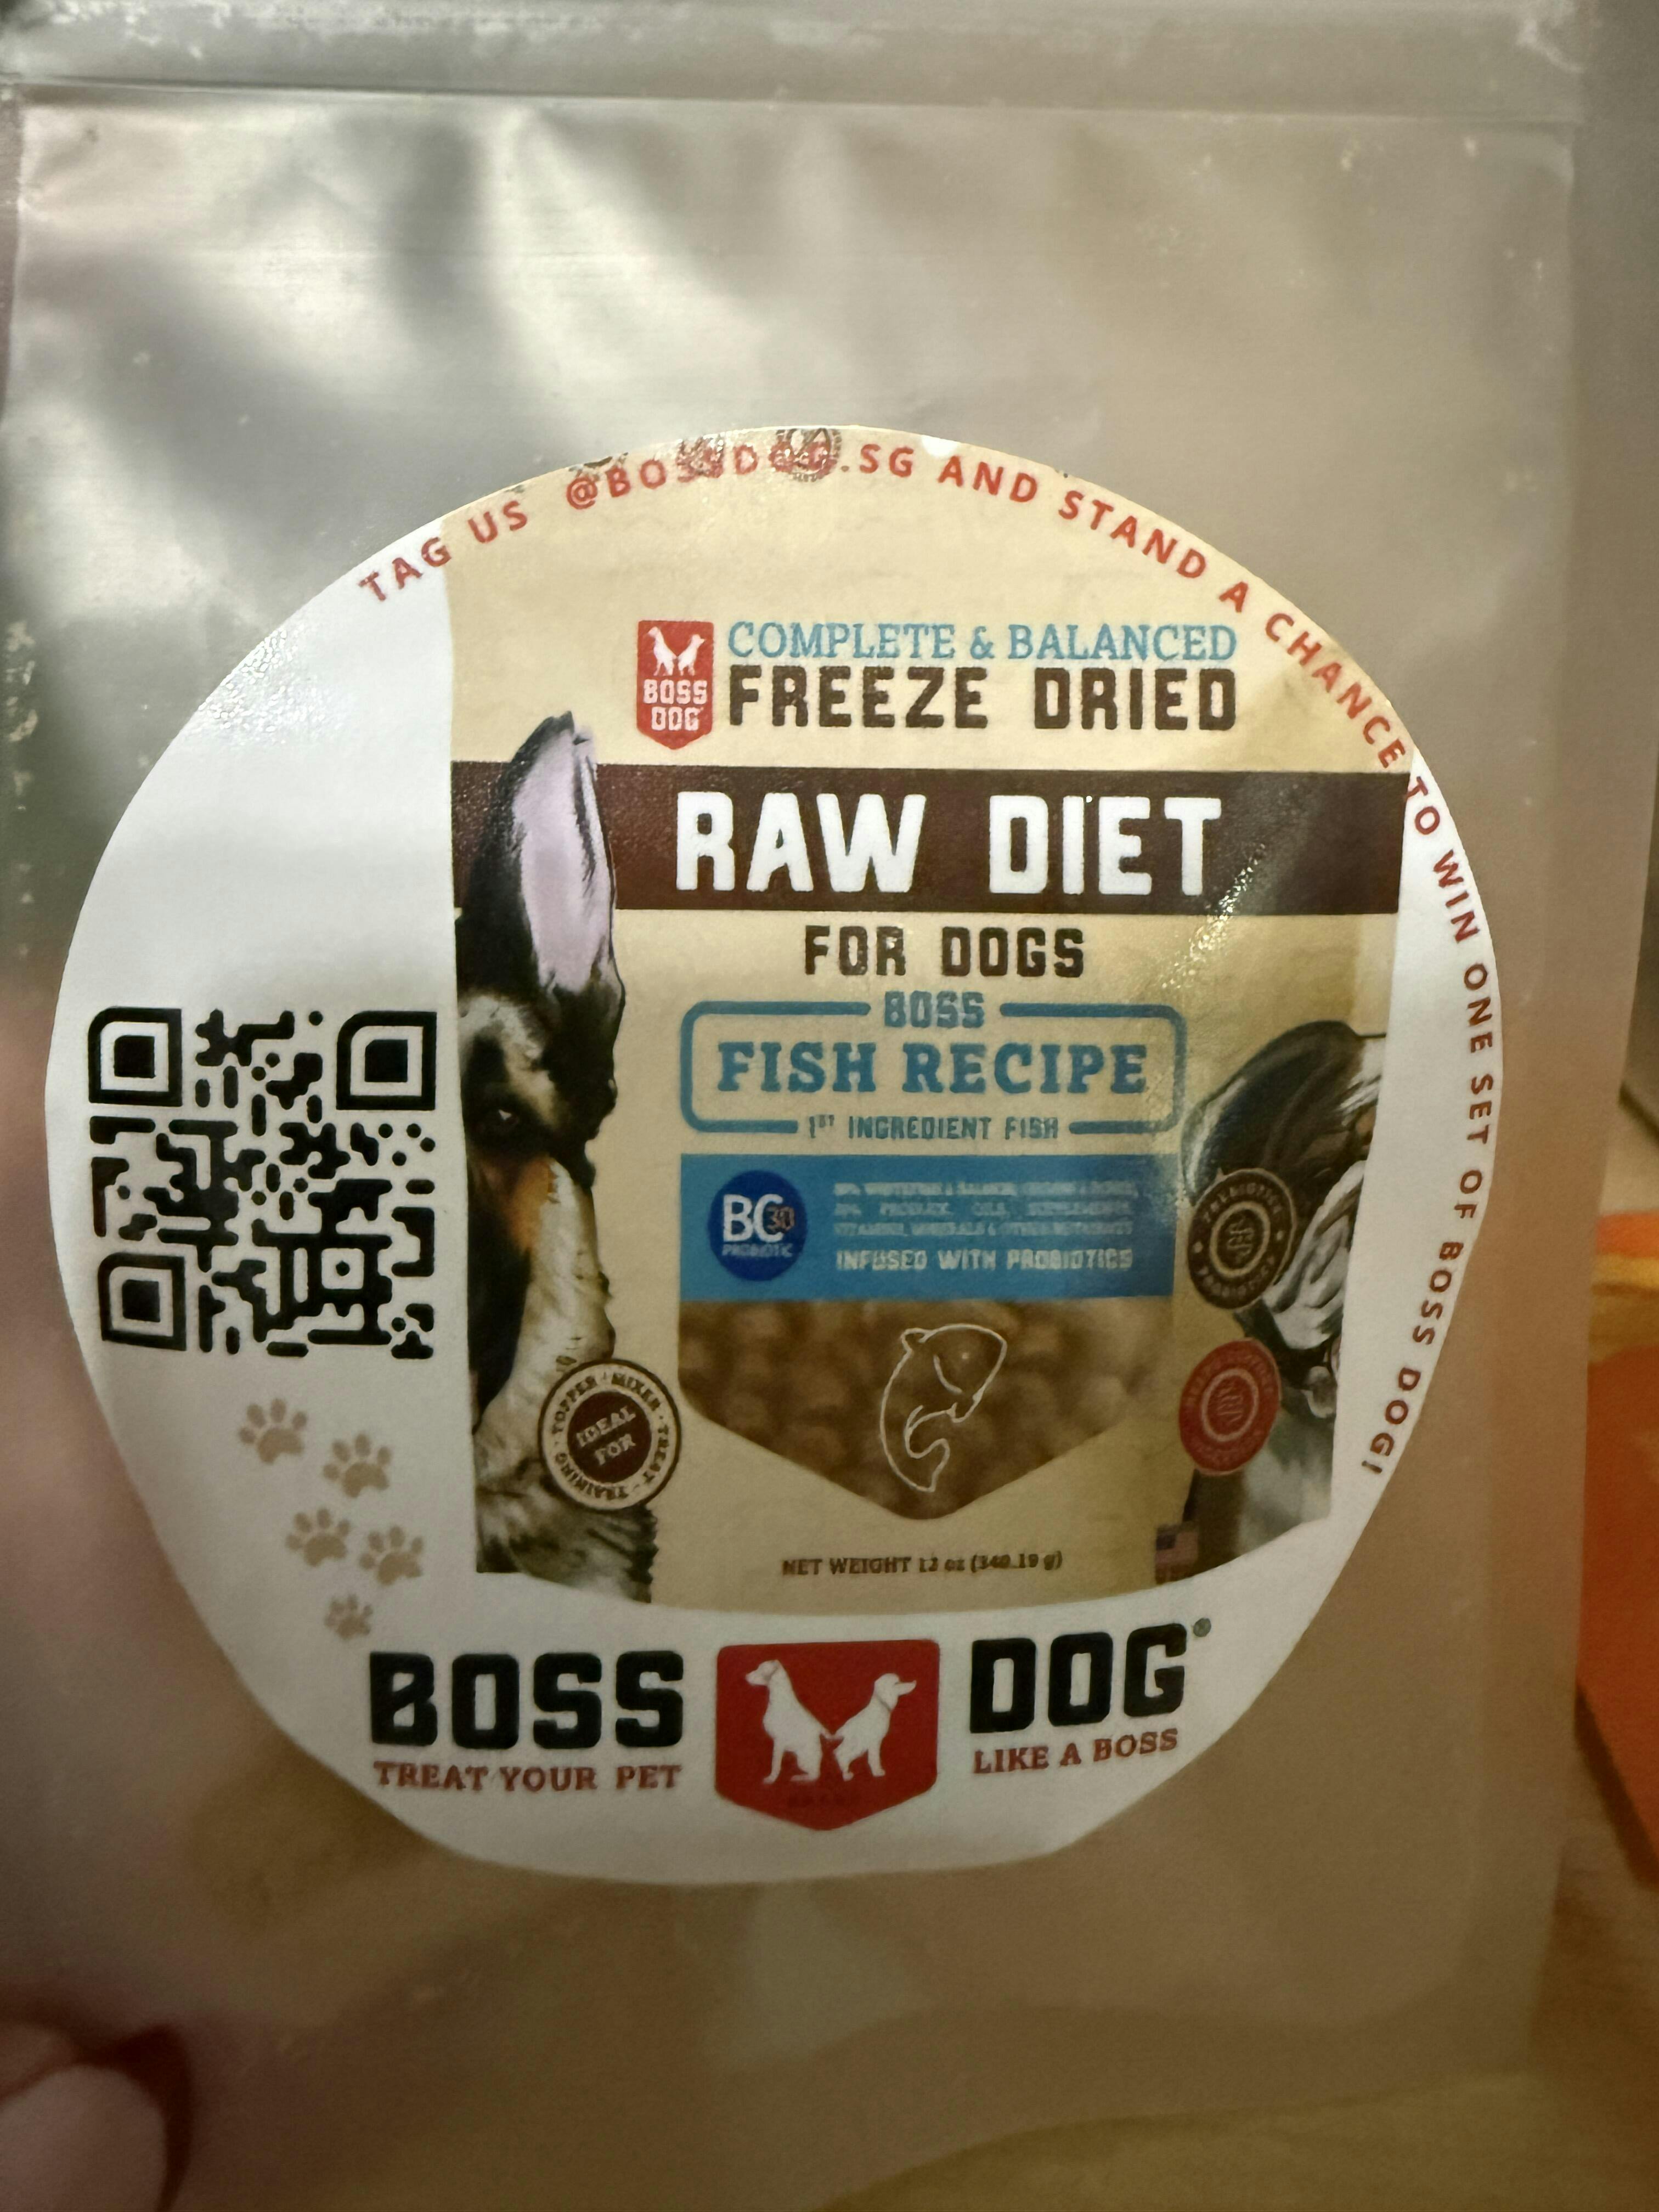 TAG US @BOSSDOG.SG AND STAND A CHANCE TO WIN ONE SET OF BOSS DOG!
BOSS
DOG
COMPLETE & BALANCED
FREEZE DRIED
RAW DIET
FOR DOGS
BOSS
FISH RECIPE
1ST INGREDIENT FISH
BC30
PROBIOTIC
INFUSED WITH PROBIOTICS
TOPPER · MIXER · TREAT · TRAINING
IDEAL
FOR
NET WEIGHT 12 oz (340.19 g)
BOSS DOG®
TREAT YOUR PET LIKE A BOSS